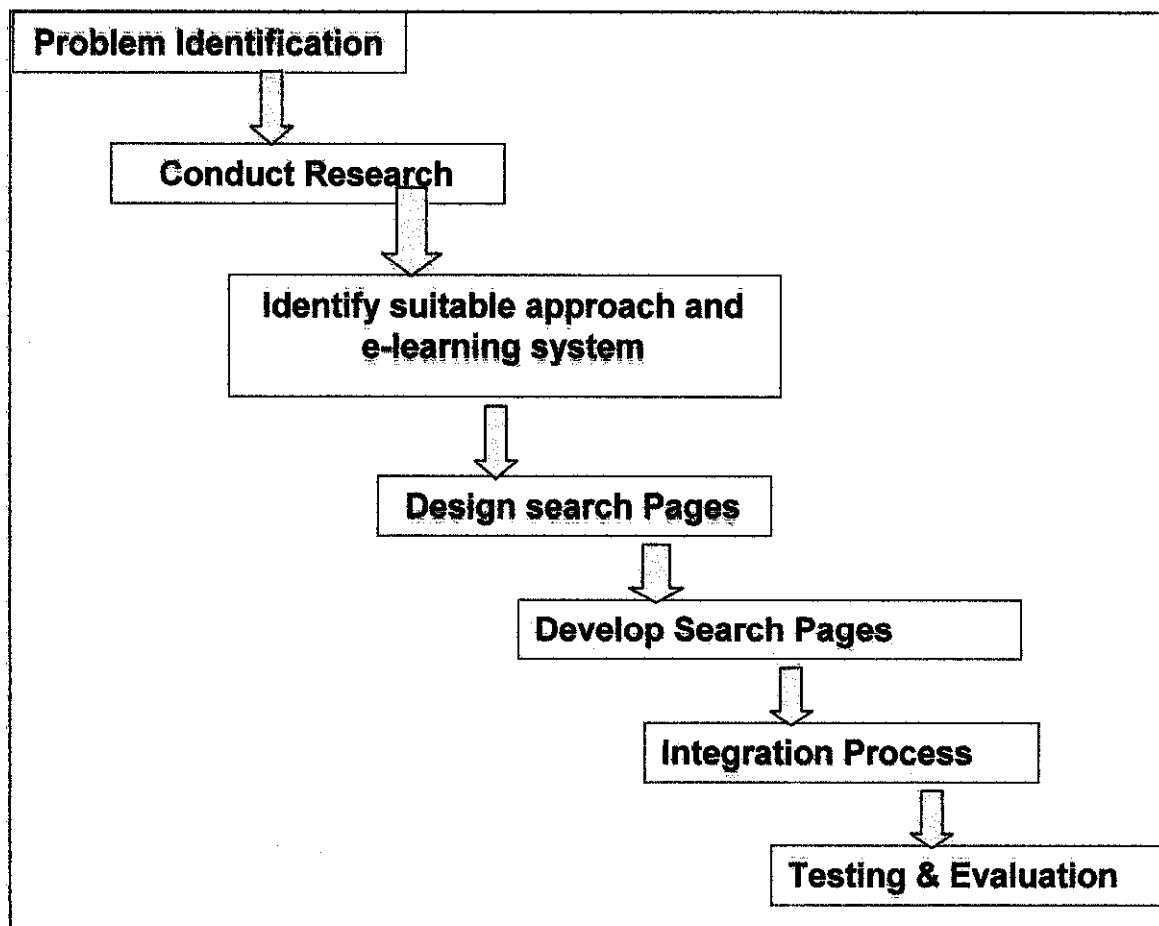 Problem Identification
Conduct Research
Identify suitable approach and
e-learning system
Design search Pages
Develop Search Pages
Integration Process
Testing & Evaluation